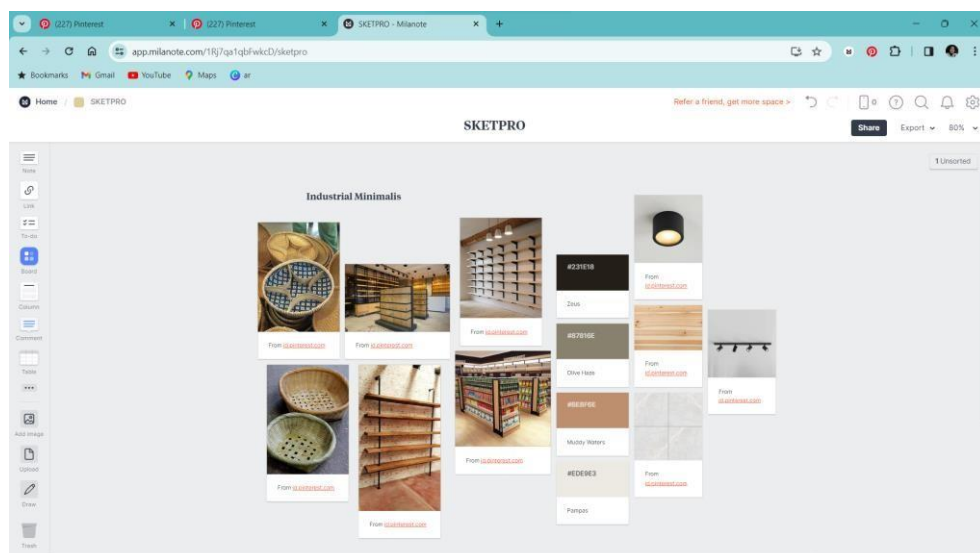 (227) Pinterest
(227) Pinterest
SKETPRO - Milanote
app.milanote.com/1Rj7qa1qbFwkcD/sketpro
Bookmarks
Gmail
YouTube
Maps
ar
Home / SKETPRO
Refer a friend, get more space >
0
SKETPRO
Share
Export
80%
1 Unsorted
Note
Link
To-do
Board
Column
Comment
Table
Add image
Upload
Draw
Trash
Industrial Minimalis
From id.pinterest.com
From id.pinterest.com
From id.pinterest.com
From id.pinterest.com
From id.pinterest.com
From id.pinterest.com
#231E18
Zeus
#87816E
Olive Haze
Muddy Waters
#EDE9E3
Pampas
From
id.pinterest.com
From
id.pinterest.com
From
id.pinterest.com
From
id.pinterest.com